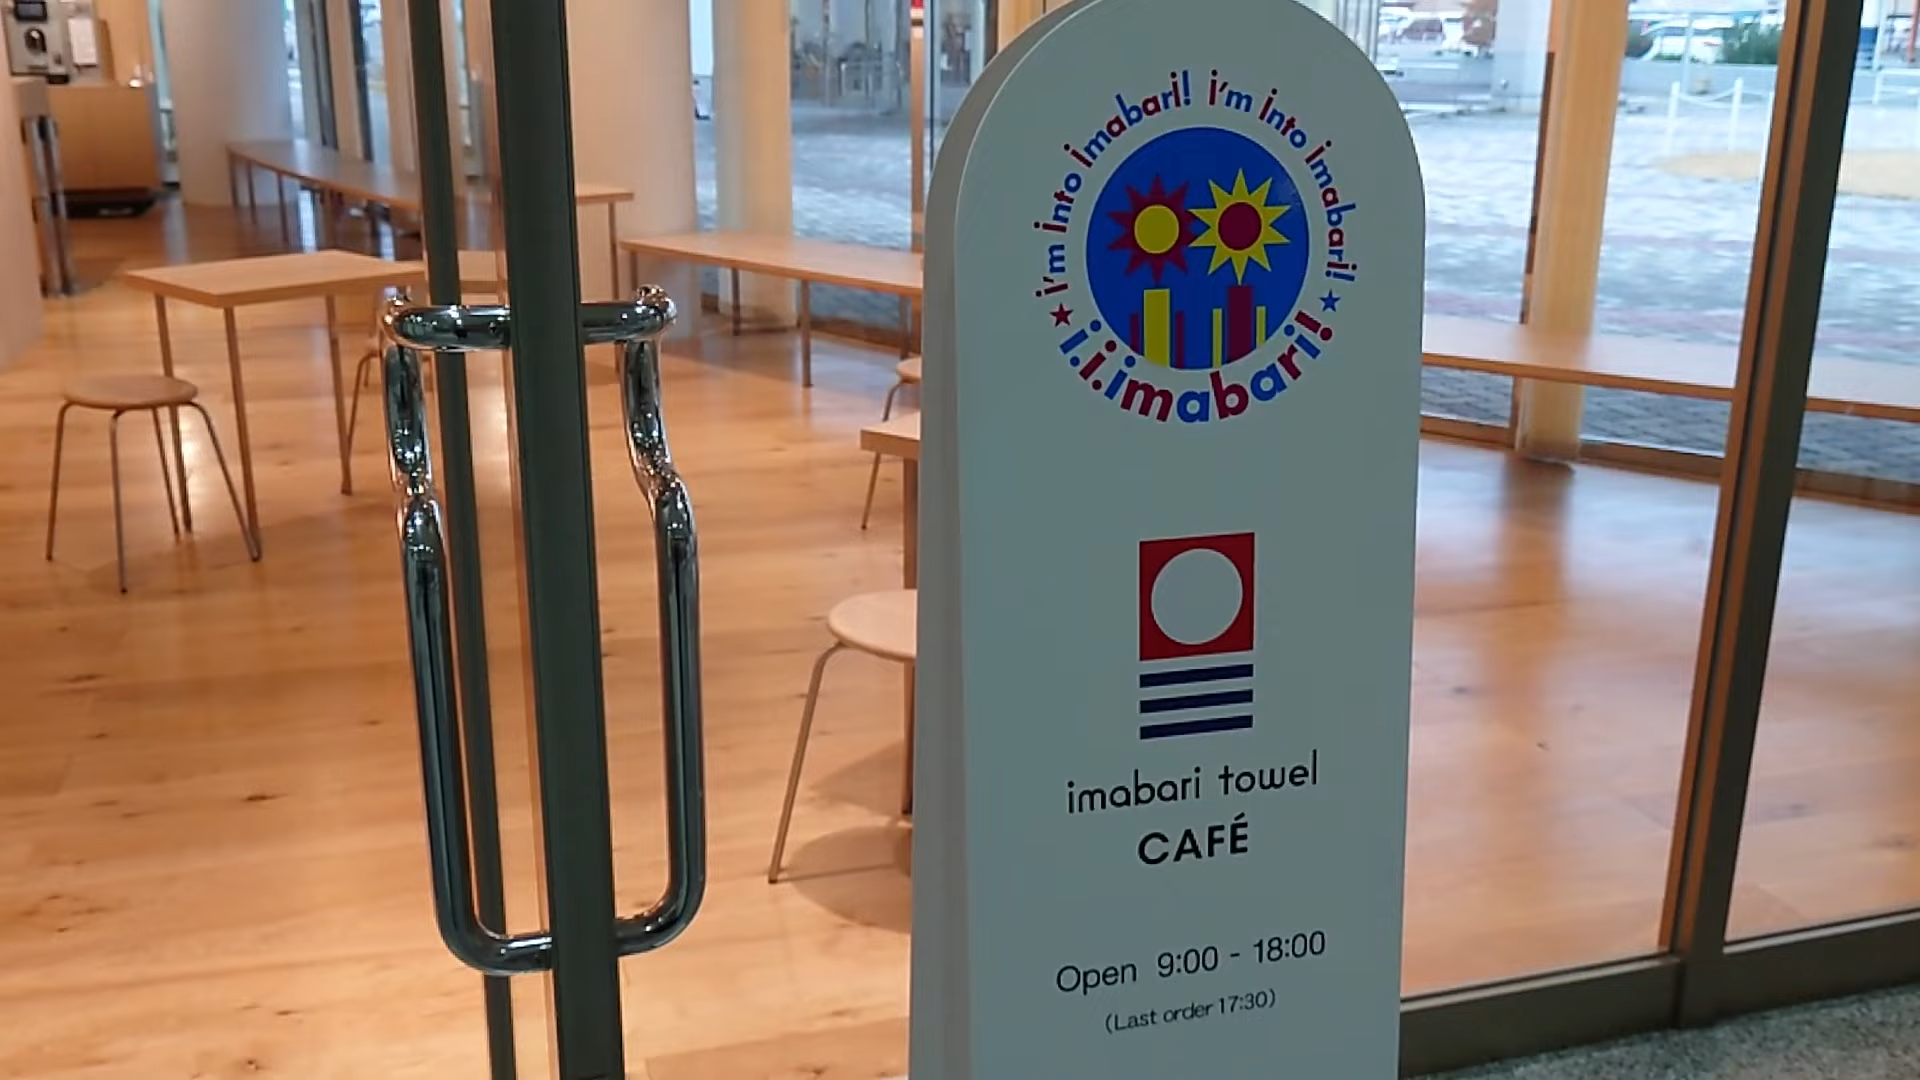 i'm into imabari! i'm into imabari!
i.i.imabari!
imabari towel
CAFÉ
Open 9:00 - 18:00
(Last order 17:30)